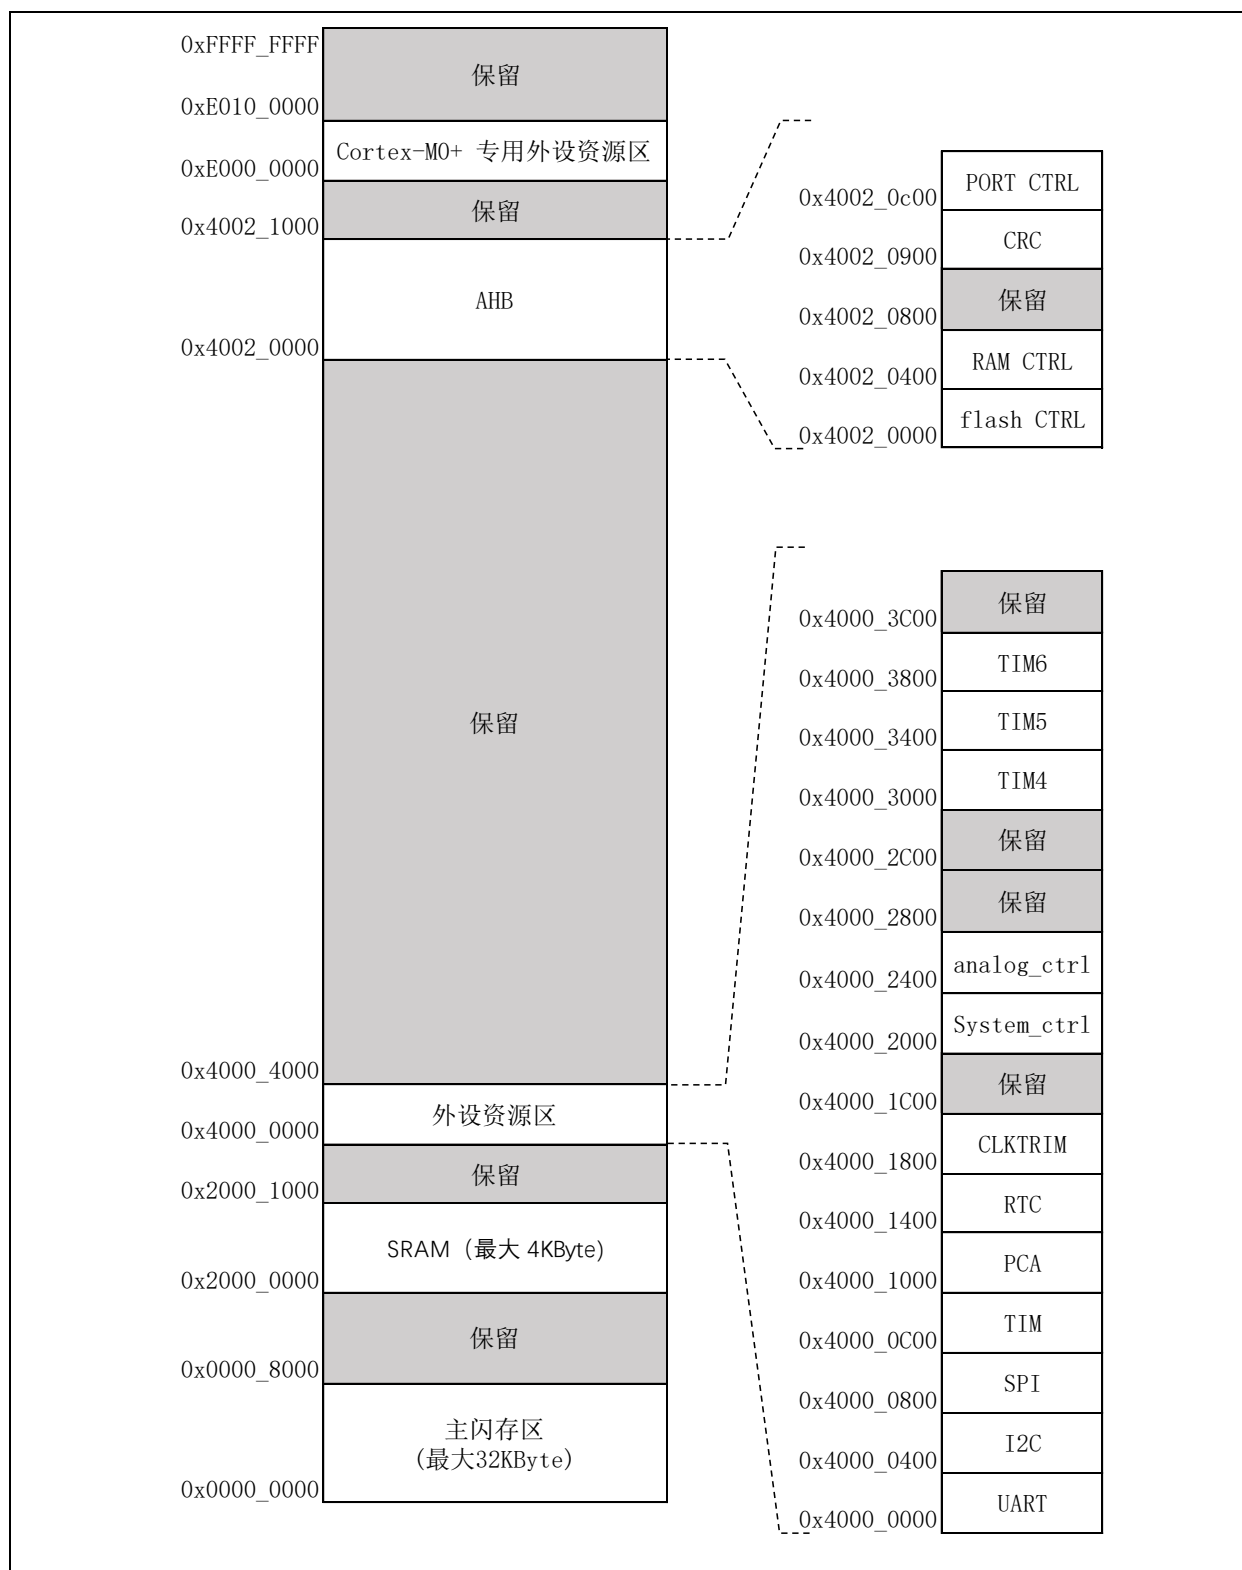 0xFFFF_FFFF
保留
0xE010_0000
Cortex-M0+ 专用外设资源区
0xE000_0000
保留
0x4002_1000
AHB
0x4002_0000
保留
0x4000_4000
外设资源区
0x4000_0000
保留
0x2000_1000
SRAM（最大 4KByte)
0x2000_0000
保留
0x0000_8000
主闪存区
(最大32KByte)
0x0000_0000
PORT CTRL
0x4002_0c00
CRC
0x4002_0900
保留
0x4002_0800
RAM CTRL
0x4002_0400
flash CTRL
0x4002_0000
保留
0x4000_3C00
TIM6
0x4000_3800
TIM5
0x4000_3400
TIM4
0x4000_3000
保留
0x4000_2C00
保留
0x4000_2800
analog_ctrl
0x4000_2400
System_ctrl
0x4000_2000
保留
0x4000_1C00
CLKTRIM
0x4000_1800
RTC
0x4000_1400
PCA
0x4000_1000
TIM
0x4000_0C00
SPI
0x4000_0800
I2C
0x4000_0400
UART
0x4000_0000